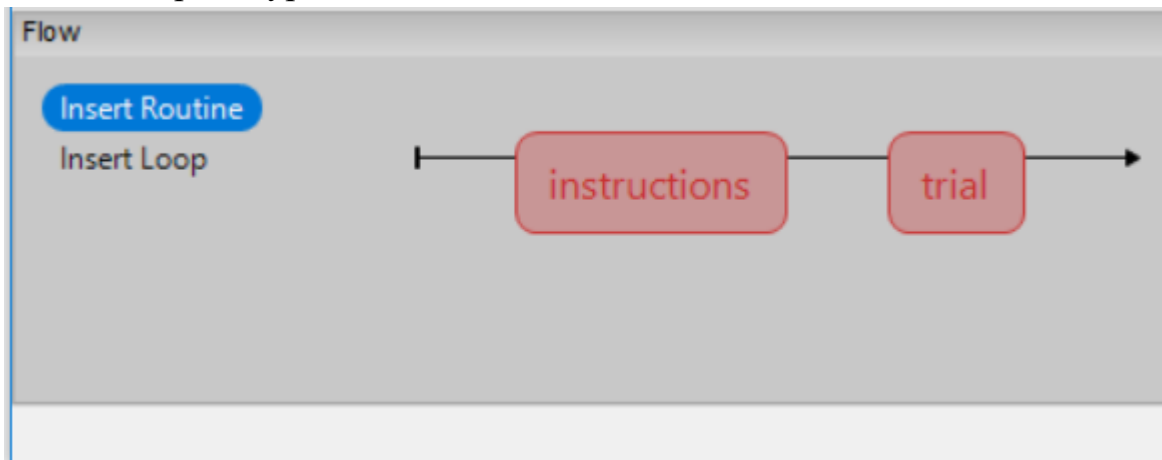 Flow
Insert Routine
Insert Loop
instructions
trial